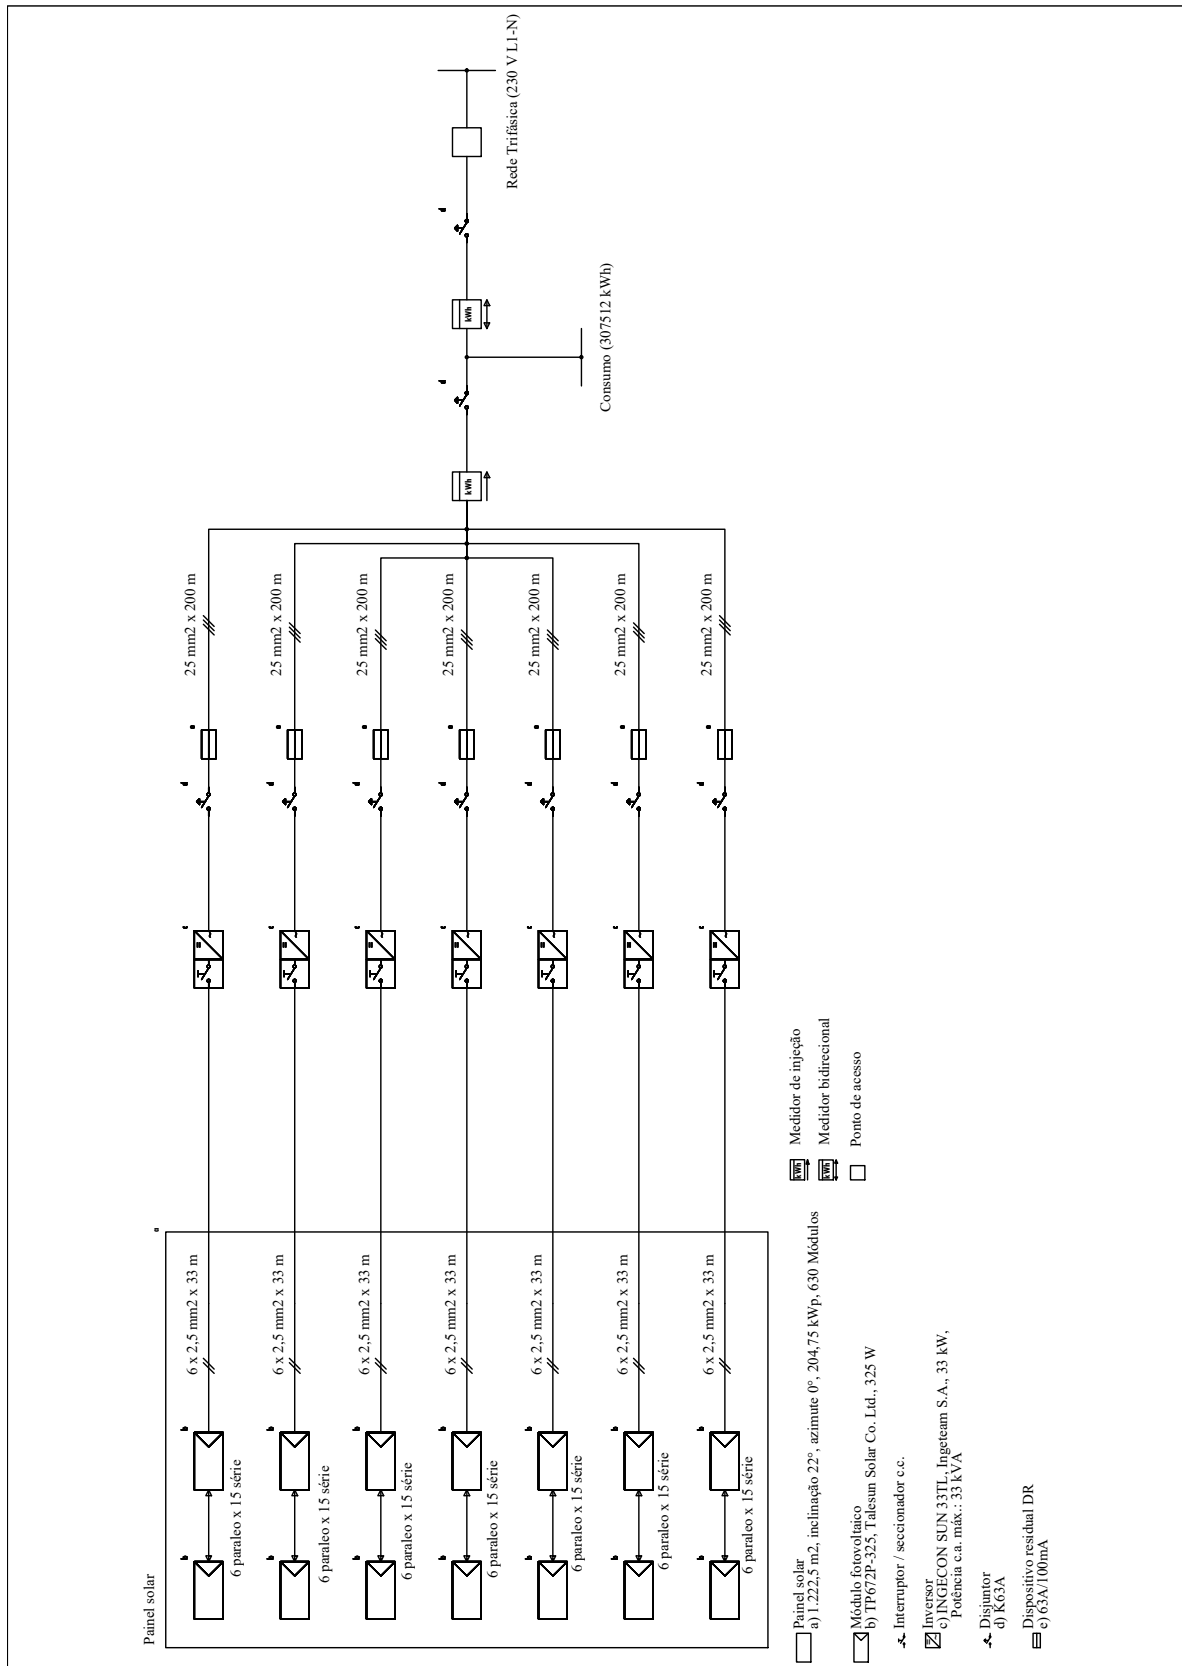 Painel solar
6 paraleo x 15 série
6 x 2,5 mm2 x 33 m
25 mm2 x 200 m
6 paraleo x 15 série
6 x 2,5 mm2 x 33 m
25 mm2 x 200 m
6 paraleo x 15 série
6 x 2,5 mm2 x 33 m
25 mm2 x 200 m
6 paraleo x 15 série
6 x 2,5 mm2 x 33 m
25 mm2 x 200 m
6 paraleo x 15 série
6 x 2,5 mm2 x 33 m
25 mm2 x 200 m
6 paraleo x 15 série
6 x 2,5 mm2 x 33 m
25 mm2 x 200 m
6 paraleo x 15 série
6 x 2,5 mm2 x 33 m
25 mm2 x 200 m
kWh
kWh
Consumo (307512 kWh)
Rede Trifásica (230 V L1-N)
Painel solar
a) 1.222,5 m2, inclinação 22°, azimute 0°, 204,75 kWp, 630 Módulos
Módulo fotovoltaico
b) TP672P-325, Talesun Solar Co. Ltd., 325 W
Interruptor / seccionador c.c.
Inversor
c) INGECON SUN 33TL, Ingeteam S.A., 33 kW,
Potência c.a. máx.: 33 kVA
Disjuntor
d) K63A
Dispositivo residual DR
e) 63A/100mA
kWh
Medidor de injeção
kWh
Medidor bidirecional
Ponto de acesso